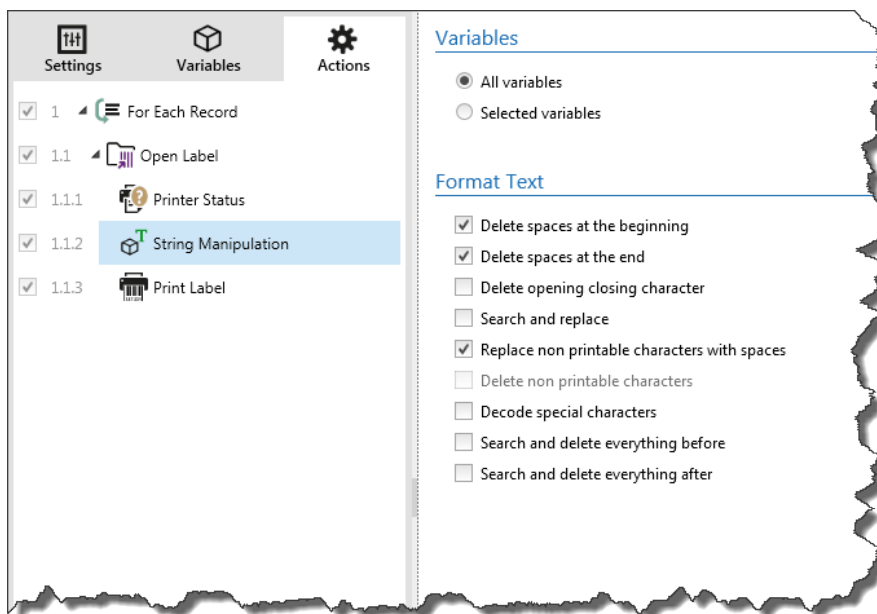 Settings
Variables
Actions
1 For Each Record
1.1 Open Label
1.1.1 Printer Status
1.1.2 String Manipulation
1.1.3 Print Label
Variables
All variables
Selected variables
Format Text
Delete spaces at the beginning
Delete spaces at the end
Delete opening closing character
Search and replace
Replace non printable characters with spaces
Delete non printable characters
Decode special characters
Search and delete everything before
Search and delete everything after